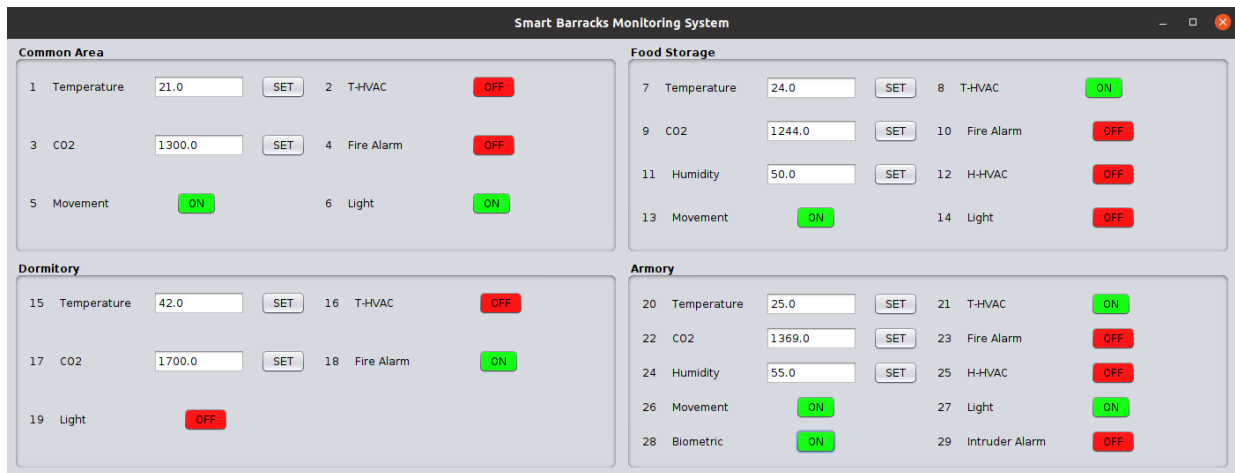 Smart Barracks Monitoring System
Common Area
1 Temperature 21.0 SET 2 T-HVAC OFF
3 CO2 1300.0 SET 4 Fire Alarm OFF
5 Movement ON 6 Light ON
Food Storage
7 Temperature 24.0 SET 8 T-HVAC ON
9 CO2 1244.0 SET 10 Fire Alarm OFF
11 Humidity 50.0 SET 12 H-HVAC OFF
13 Movement ON 14 Light OFF
Dormitory
15 Temperature 42.0 SET 16 T-HVAC OFF
17 CO2 1700.0 SET 18 Fire Alarm ON
19 Light OFF
Armory
20 Temperature 25.0 SET 21 T-HVAC ON
22 CO2 1369.0 SET 23 Fire Alarm OFF
24 Humidity 55.0 SET 25 H-HVAC OFF
26 Movement ON 27 Light ON
28 Biometric ON 29 Intruder Alarm OFF